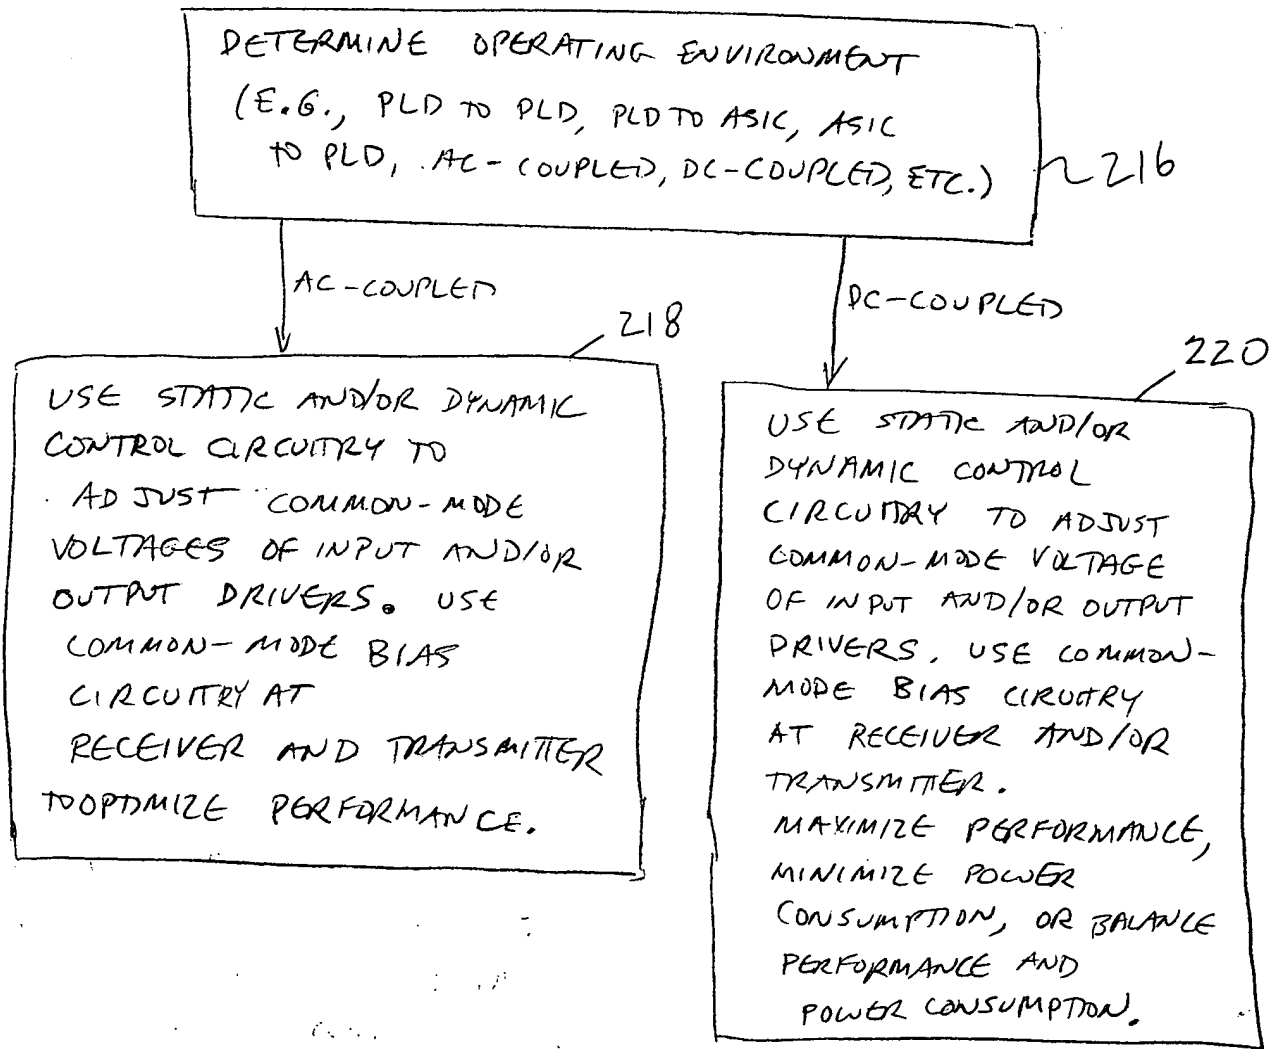 DETERMINE OPERATING ENVIRONMENT
(E.G., PLD TO PLD, PLD TO ASIC, ASIC
TO PLD, AC-COUPLED, DC-COUPLED, ETC.)
216
AC-COUPLED
DC-COUPLED
218
USE STATIC AND/OR DYNAMIC
CONTROL CIRCUITRY TO
ADJUST COMMON-MODE
VOLTAGES OF INPUT AND/OR
OUTPUT DRIVERS. USE
COMMON-MODE BIAS
CIRCUITRY AT
RECEIVER AND TRANSMITTER
TO OPTIMIZE PERFORMANCE.
220
USE STATIC AND/OR
DYNAMIC CONTROL
CIRCUITRY TO ADJUST
COMMON-MODE VOLTAGE
OF INPUT AND/OR OUTPUT
DRIVERS. USE COMMON-
MODE BIAS CIRUITRY
AT RECEIVER AND/OR
TRANSMITTER.
MAXIMIZE PERFORMANCE,
MINIMIZE POWER
CONSUMPTION, OR BALANCE
PERFORMANCE AND
POWER CONSUMPTION.